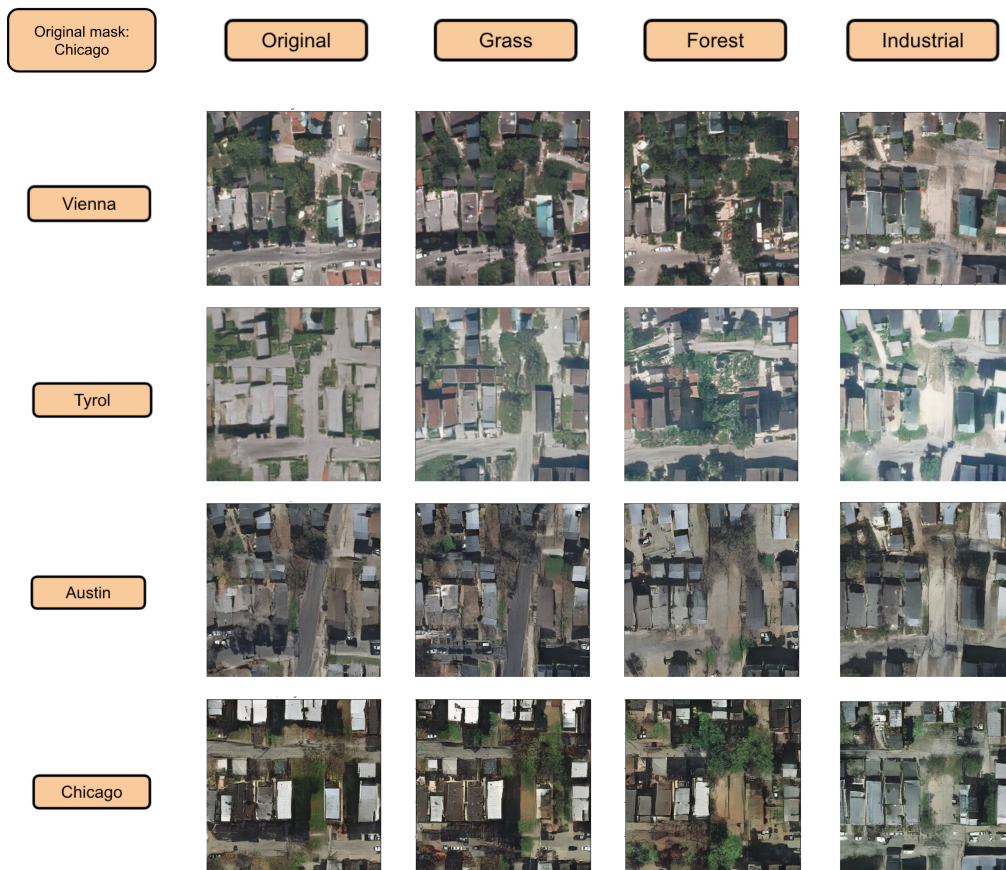 Original mask:
Chicago
Original
Grass
Forest
Industrial
Vienna
Tyrol
Austin
Chicago